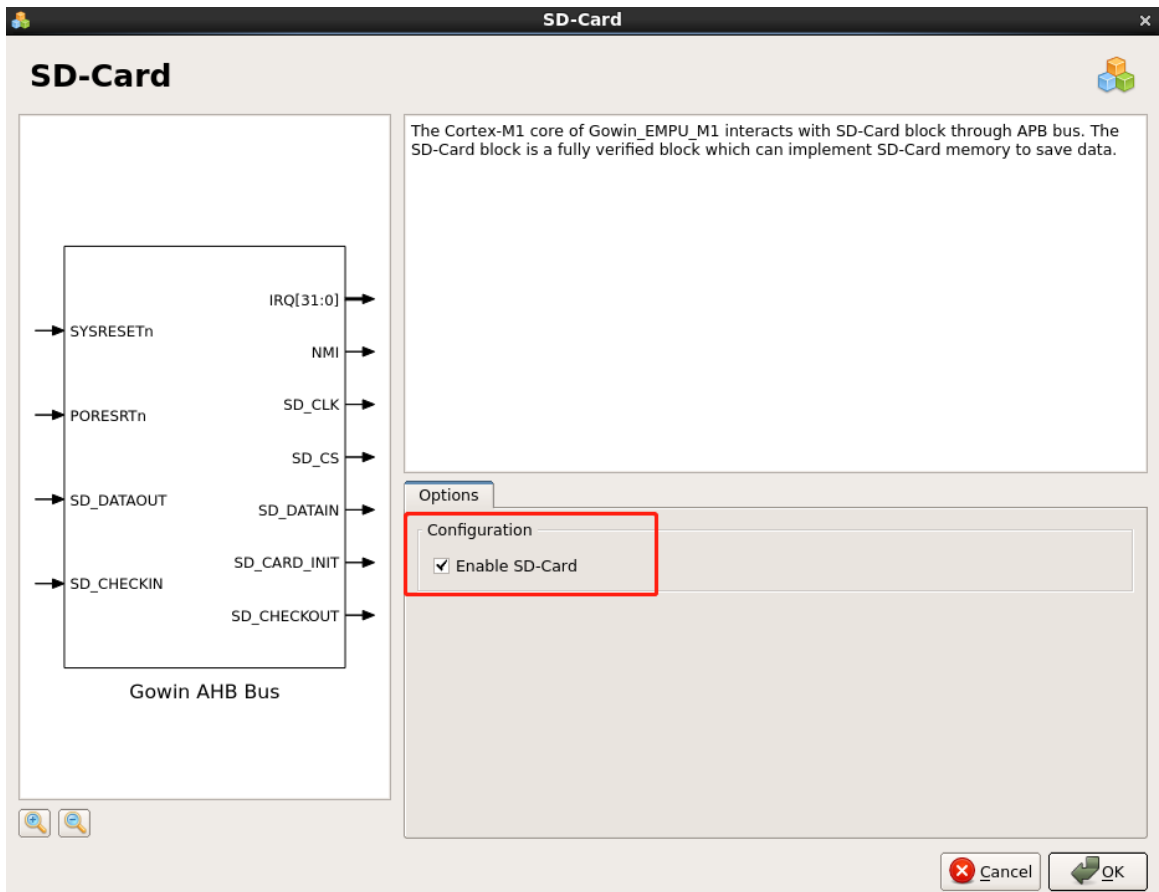 SD-Card
SD-Card
The Cortex-M1 core of Gowin_EMPU_M1 interacts with SD-Card block through APB bus. The
SD-Card block is a fully verified block which can implement SD-Card memory to save data.
IRQ[31:0]
SYSRESETn
NMI
SD_CLK
PORESRTn
SD_CS
SD_DATAOUT
SD_DATAIN
SD_CARD_INIT
SD_CHECKIN
SD_CHECKOUT
Gowin AHB Bus
Options
Configuration
Enable SD-Card
Cancel
OK